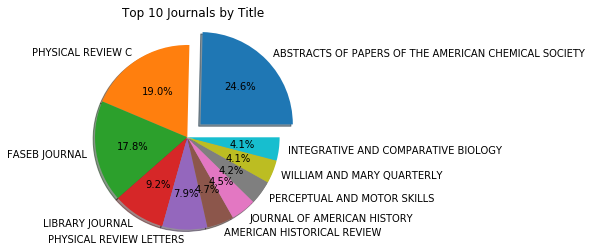 Top 10 Journals by Title
ABSTRACTS OF PAPERS OF THE AMERICAN CHEMICAL SOCIETY
24.6%
PHYSICAL REVIEW C
19.0%
FASEB JOURNAL
17.8%
LIBRARY JOURNAL
9.2%
PHYSICAL REVIEW LETTERS
7.9%
AMERICAN HISTORICAL REVIEW
4.7%
JOURNAL OF AMERICAN HISTORY
4.5%
PERCEPTUAL AND MOTOR SKILLS
4.2%
WILLIAM AND MARY QUARTERLY
4.1%
INTEGRATIVE AND COMPARATIVE BIOLOGY
4.1%